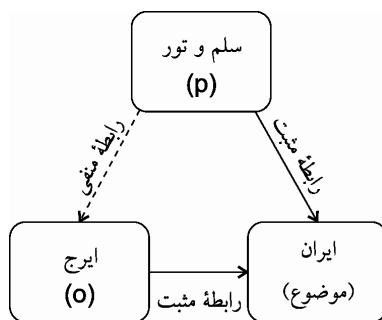 سلم و تور
(p)
رابطهٔ منفی
رابطهٔ مثبت
ایرج
(o)
ایران
(موضوع)
رابطهٔ مثبت